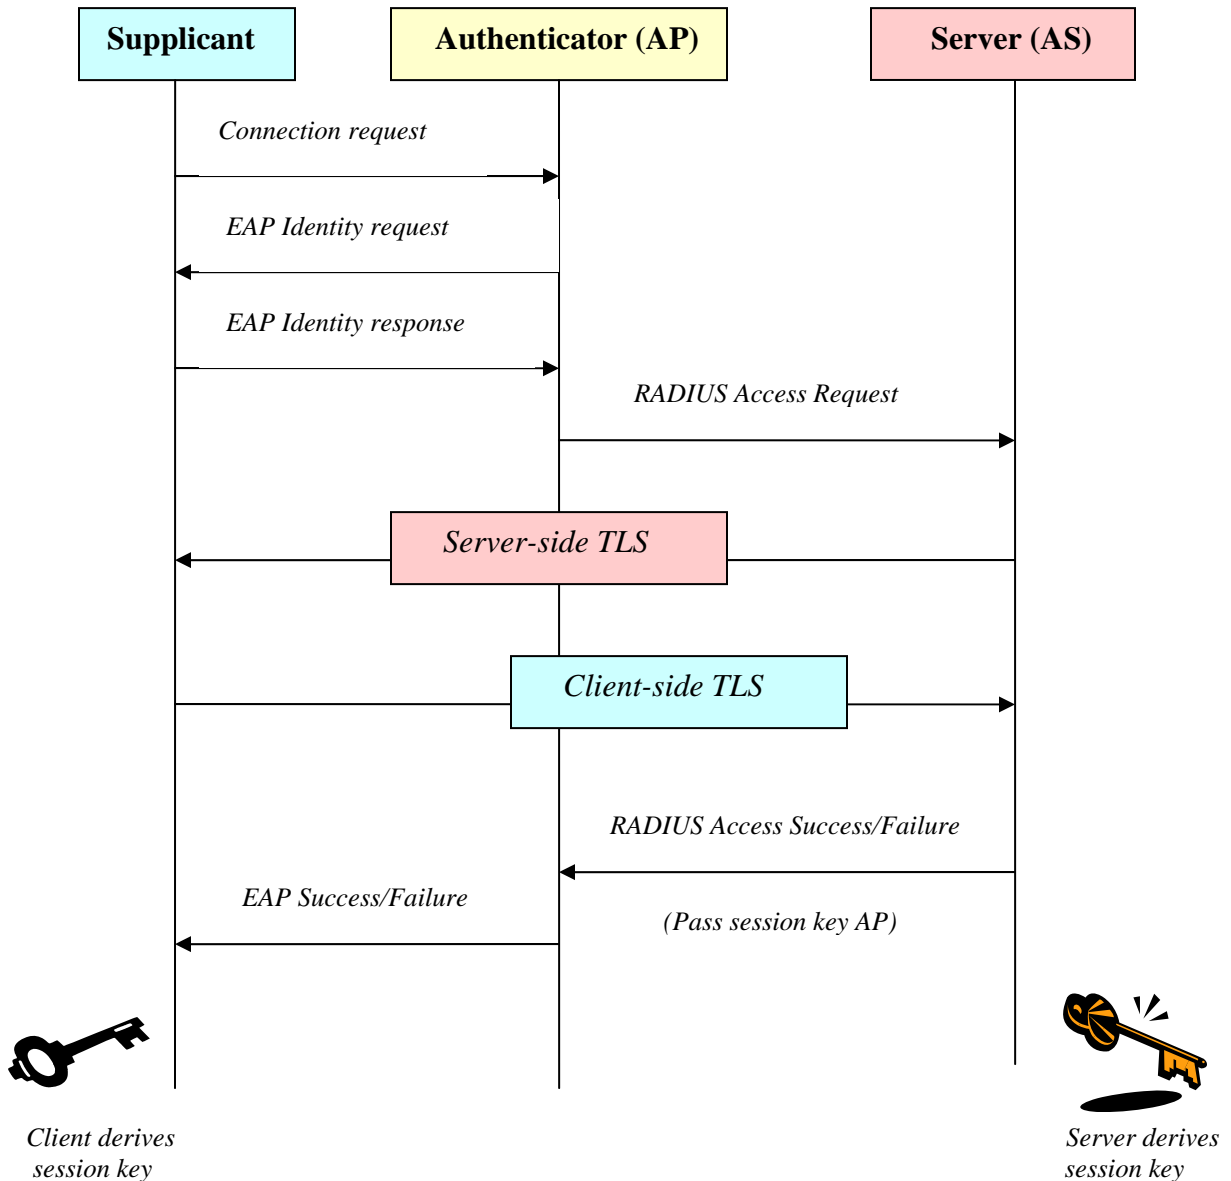 Supplicant
Authenticator (AP)
Server (AS)
Connection request
EAP Identity request
EAP Identity response
RADIUS Access Request
Server-side TLS
Client-side TLS
RADIUS Access Success/Failure
EAP Success/Failure
(Pass session key AP)
Client derives
session key
Server derives
session key